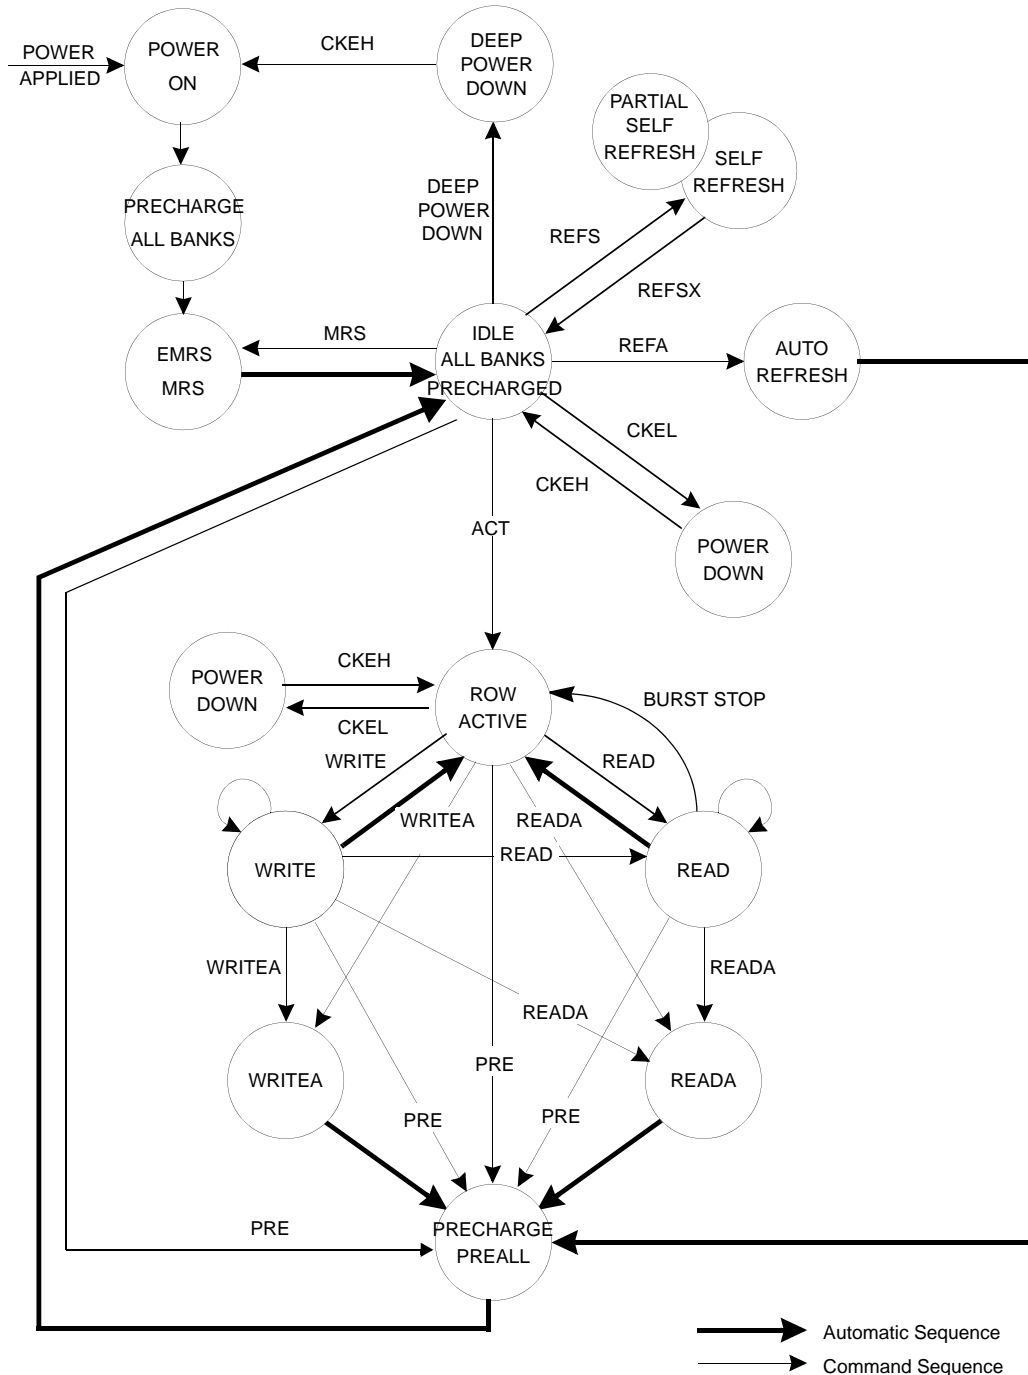 POWER
APPLIED
POWER
ON
CKEH
DEEP
POWER
DOWN
PARTIAL
SELF
REFRESH
SELF
REFRESH
PRECHARGE
ALL BANKS
DEEP
POWER
DOWN
REFS
REFSX
EMRS
MRS
MRS
IDLE
ALL BANKS
PRECHARGED
REFA
AUTO
REFRESH
CKEL
CKEH
ACT
POWER
DOWN
POWER
DOWN
CKEH
CKEL
ROW
ACTIVE
BURST STOP
WRITE
READ
WRITEA
READA
WRITE
READ
READ
WRITEA
READA
READA
WRITEA
PRE
READA
PRE
PRE
PRE
PRECHARGE
PREALL
Automatic Sequence
Command Sequence